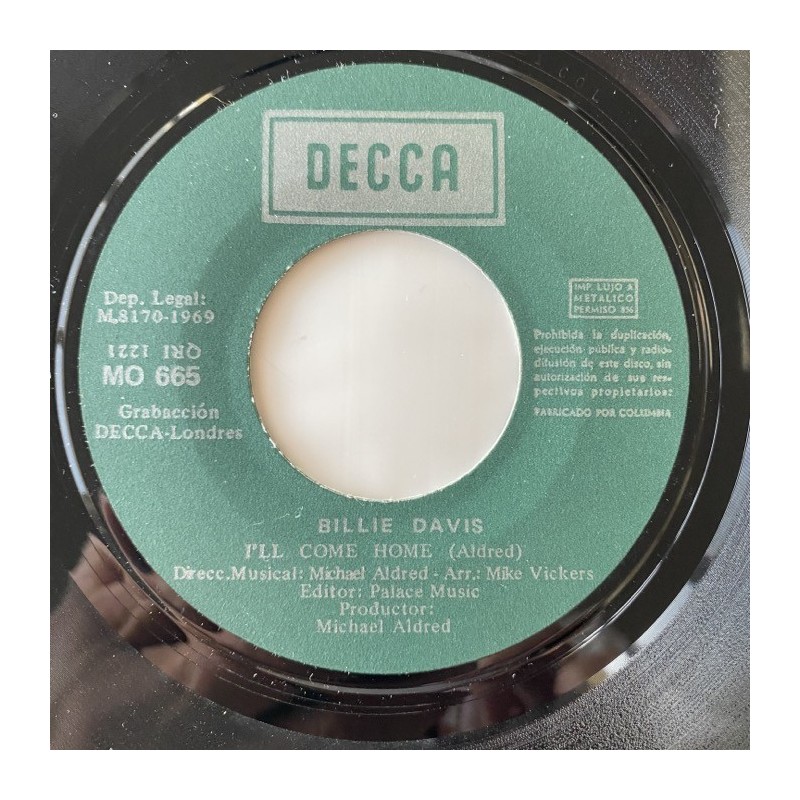 DECCA
Dep. Legal:
M.8170-1969
QRI 1221
MO 665
Grabacción
DECCA-Londres
IMP. LUJO A
METALICO
PERMISO 856
Prohibida la duplicación,
ejecución pública y radio-
difusión de este disco, sin
autorización de sus res-
pectivos propietarios:
FABRICADO POR COLUMBIA
BILLIE DAVIS
I'LL COME HOME (Aldred)
Direcc.Musical: Michael Aldred - Arr.: Mike Vickers
Editor: Palace Music
Productor:
Michael Aldred